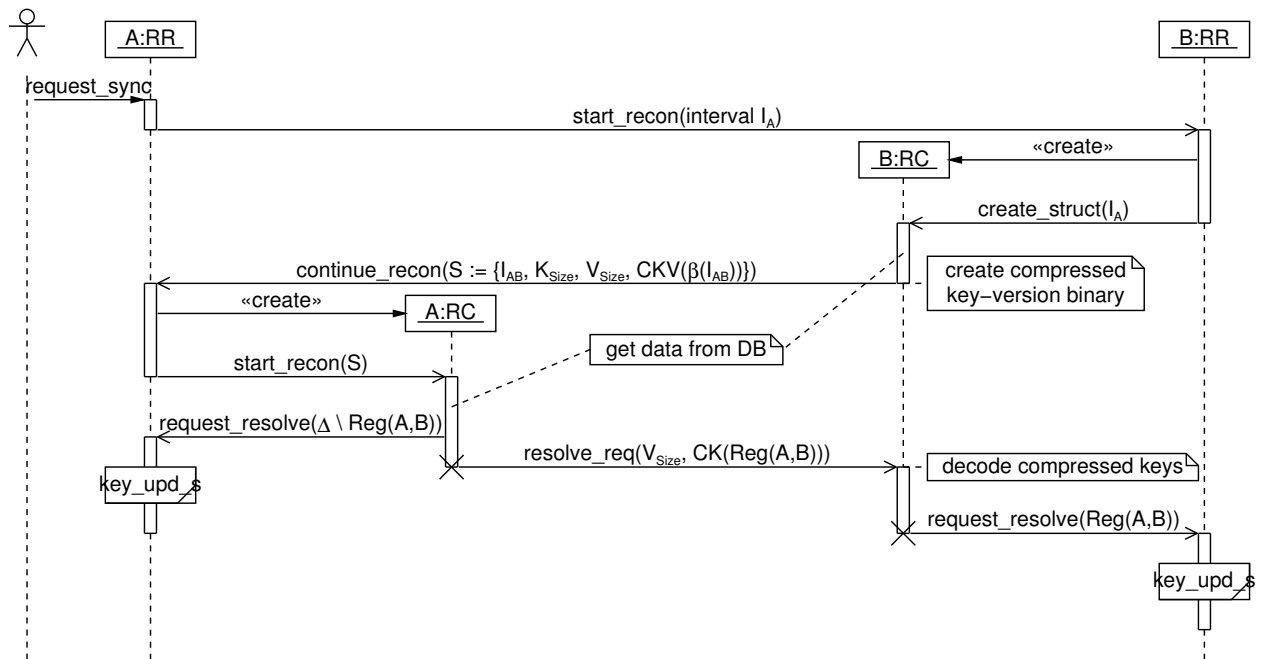 A:RR
B:RR
request_sync
start_recon(interval I_A)
B:RC
«create»
create_struct(I_A)
continue_recon(S := {I_AB, K_Size, V_Size, CKV(β(I_AB))})
create compressed
key−version binary
«create»
A:RC
get data from DB
start_recon(S)
request_resolve(Δ \ Reg(A,B))
resolve_req(V_Size, CK(Reg(A,B)))
decode compressed keys
key_upd_s
request_resolve(Reg(A,B))
key_upd_s